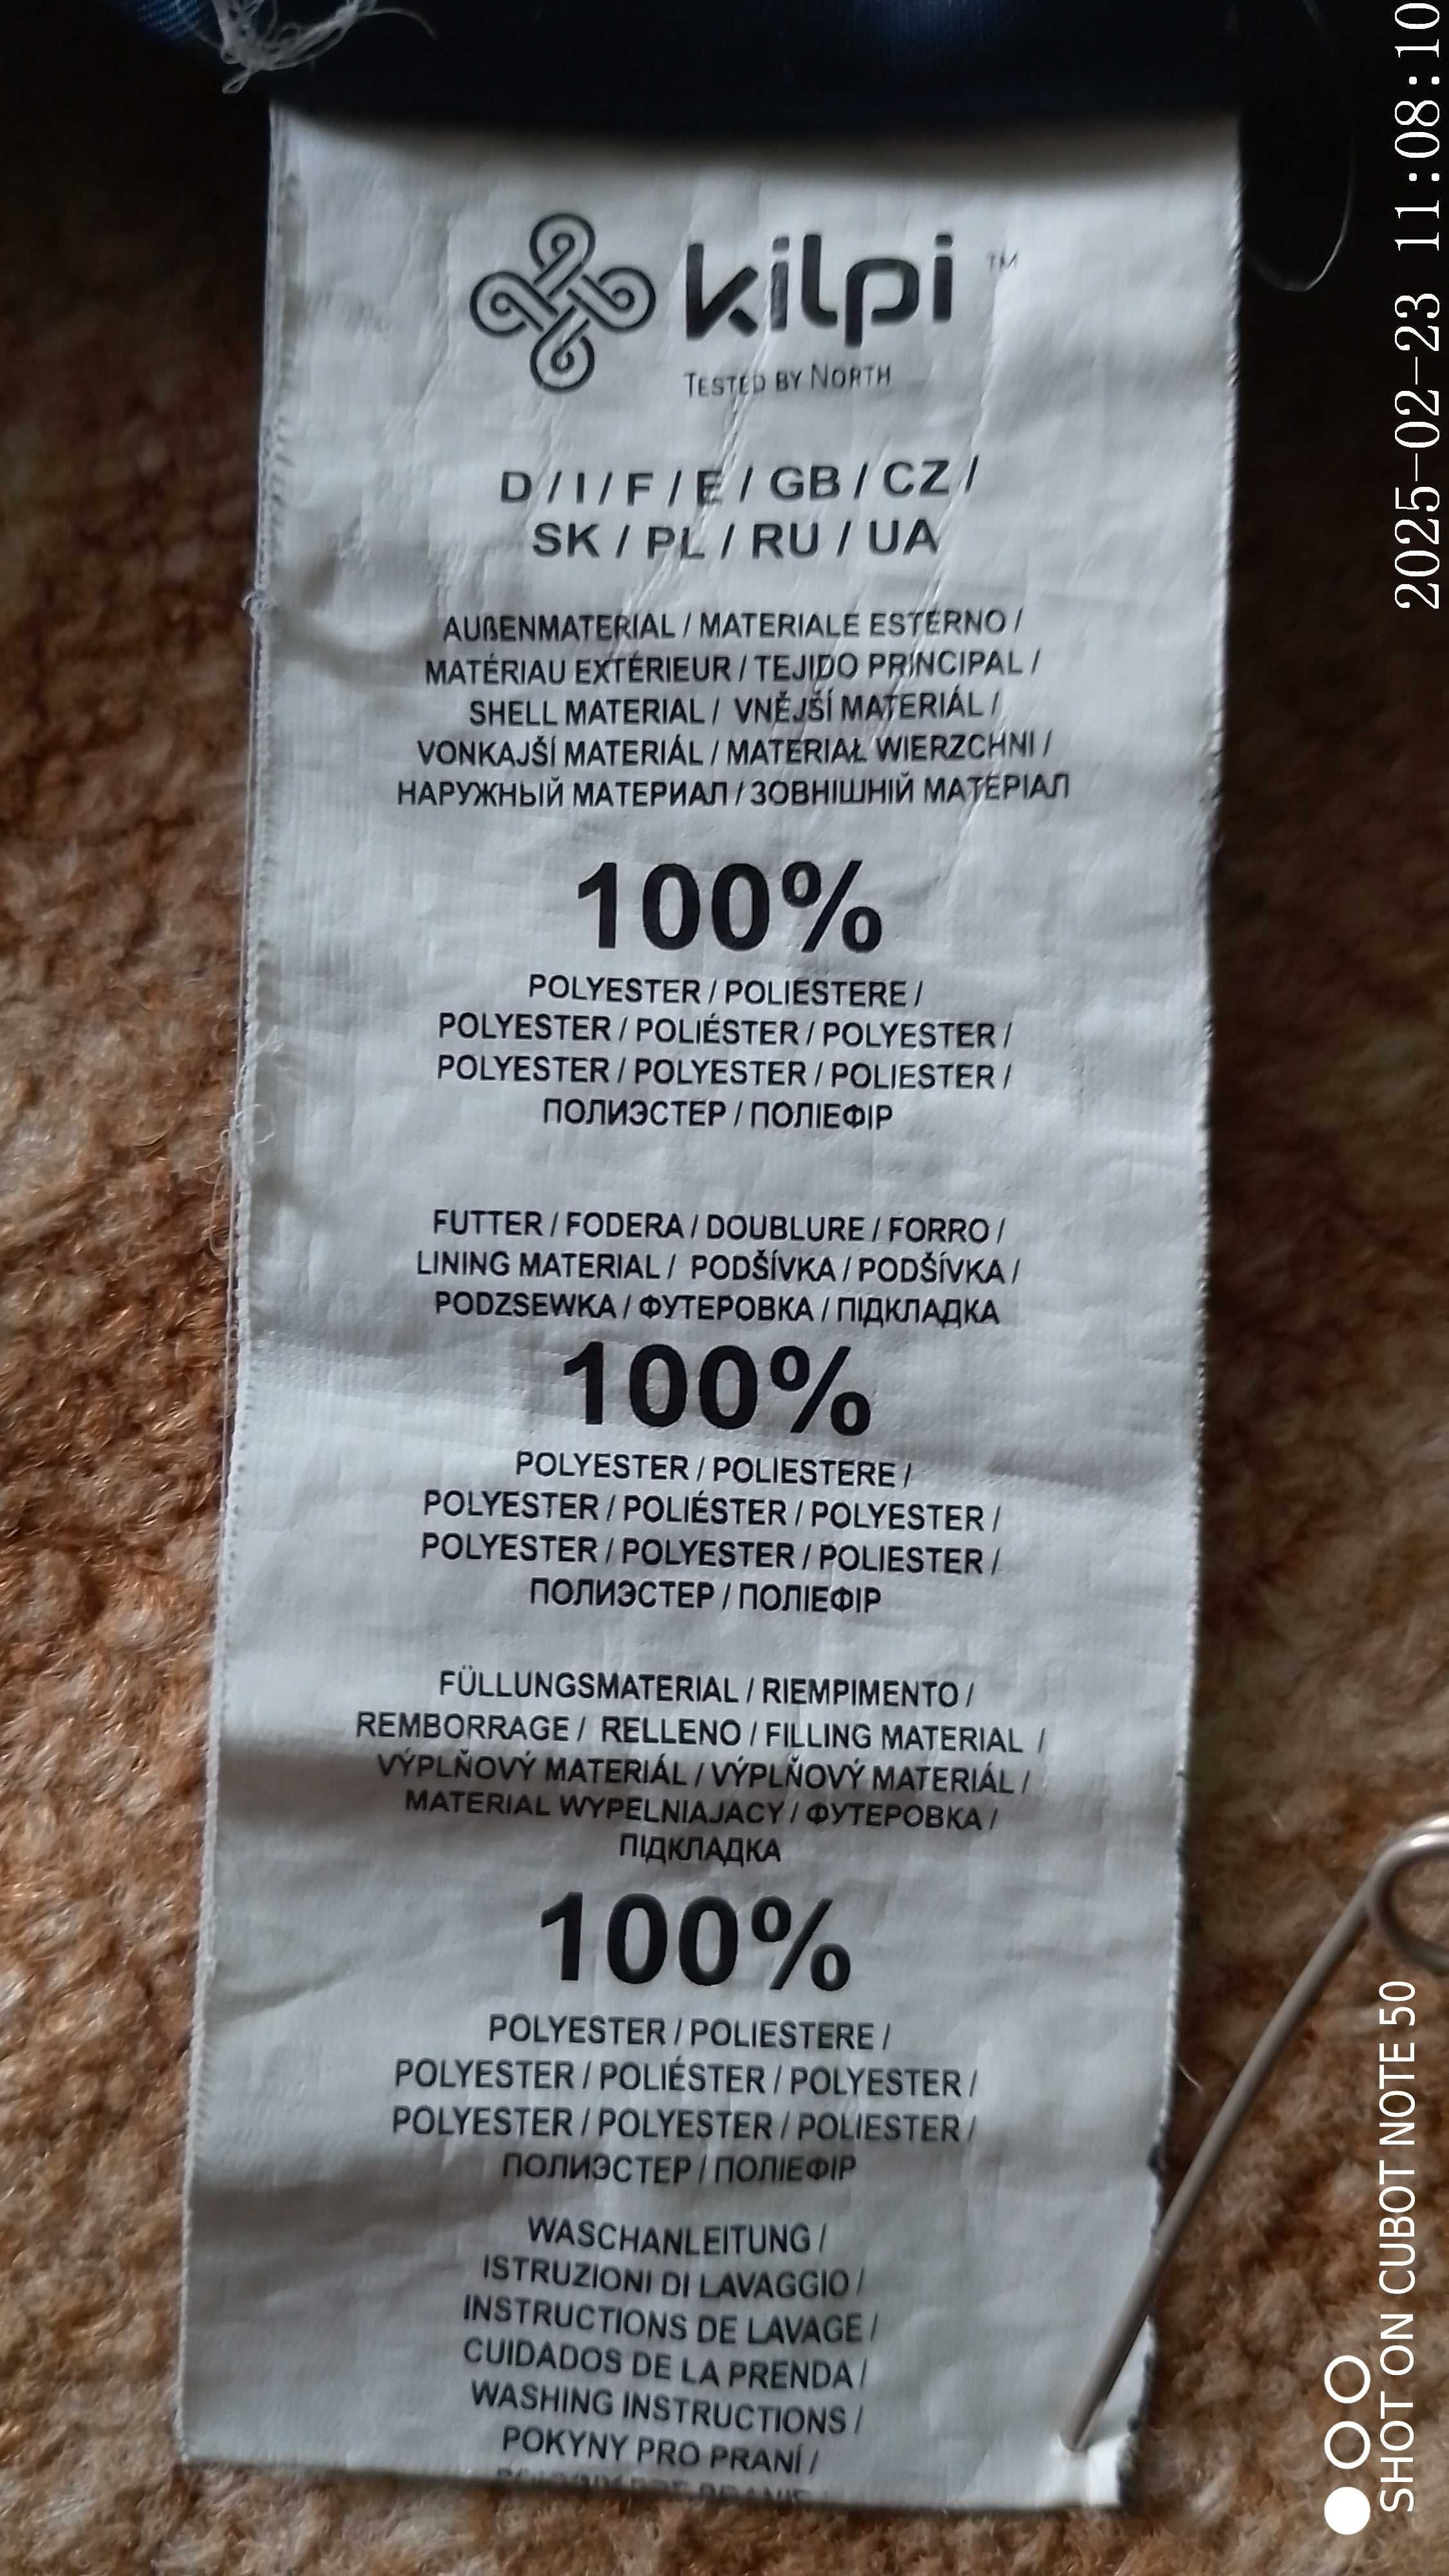 kilpi ™
TESTED BY NORTH
D / I / F / E / GB / CZ /
SK / PL / RU / UA
AUßENMATERIAL / MATERIALE ESTERNO /
MATÉRIAU EXTÉRIEUR / TEJIDO PRINCIPAL /
SHELL MATERIAL / VNĚJŠÍ MATERIÁL /
VONKAJŠÍ MATERIÁL / MATERIAŁ WIERZCHNI /
НАРУЖНЫЙ МАТЕРИАЛ / ЗОВНІШНІЙ МАТЕРІАЛ
100%
POLYESTER / POLIESTERE /
POLYESTER / POLIÉSTER / POLYESTER /
POLYESTER / POLYESTER / POLIESTER /
ПОЛИЭСТЕР / ПОЛІЕФІР
FUTTER / FODERA / DOUBLURE / FORRO /
LINING MATERIAL / PODŠÍVKA / PODŠÍVKA /
PODZSEWKA / ФУТЕРОВКА / ПІДКЛАДКА
100%
POLYESTER / POLIESTERE /
POLYESTER / POLIÉSTER / POLYESTER /
POLYESTER / POLYESTER / POLIESTER /
ПОЛИЭСТЕР / ПОЛІЕФІР
FÜLLUNGSMATERIAL / RIEMPIMENTO /
REMBORRAGE / RELLENO / FILLING MATERIAL /
VÝPLŇOVÝ MATERIÁL / VÝPLŇOVÝ MATERIÁL /
MATERIAL WYPELNIAJACY / ФУТЕРОВКА /
ПІДКЛАДКА
100%
POLYESTER / POLIESTERE /
POLYESTER / POLIÉSTER / POLYESTER /
POLYESTER / POLYESTER / POLIESTER /
ПОЛИЭСТЕР / ПОЛІЕФІР
WASCHANLEITUNG /
ISTRUZIONI DI LAVAGGIO /
INSTRUCTIONS DE LAVAGE /
CUIDADOS DE LA PRENDA /
WASHING INSTRUCTIONS /
POKYNY PRO PRANÍ /
2025-02-23 11:08:10
SHOT ON CUBOT NOTE 50